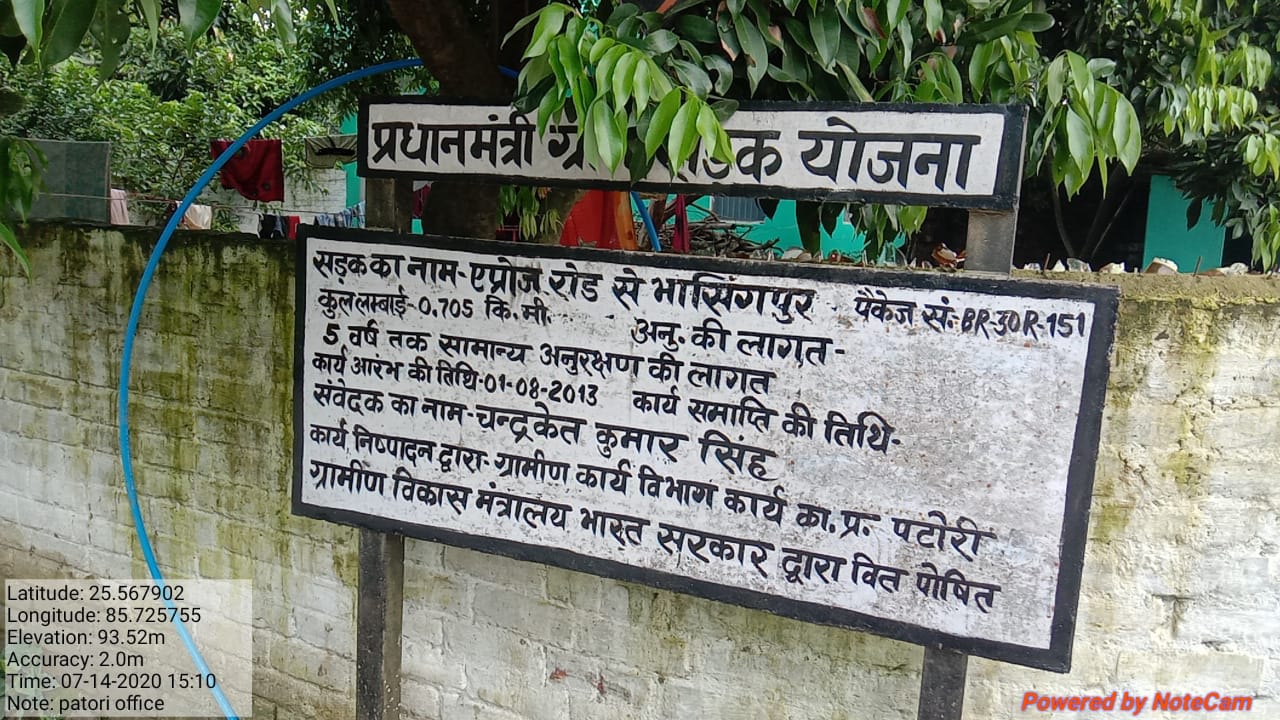 प्रधानमंत्री सड़क योजना
सड़क का नाम-एप्रोज रोड से भासिंगपुर पैकेज सं.-BR-30R-151
कुल लम्बाई-0.705 कि.मी. अनु. की लागत-
5 वर्ष तक सामान्य अनुरक्षण की लागत
कार्य आरंभ की तिथि-01-08-2013 कार्य समाप्ति की तिथि-
संवेदक का नाम-चन्द्रकेत कुमार सिंह
कार्य निष्पादन द्वारा-ग्रामीण कार्य विभाग कार्य का. प्र.- पटोरी
ग्रामीण विकास मंत्रालय भारत सरकार द्वारा वित पोषित
Latitude: 25.567902
Longitude: 85.725755
Elevation: 93.52m
Accuracy: 2.0m
Time: 07-14-2020 15:10
Note: patori office
Powered by NoteCam